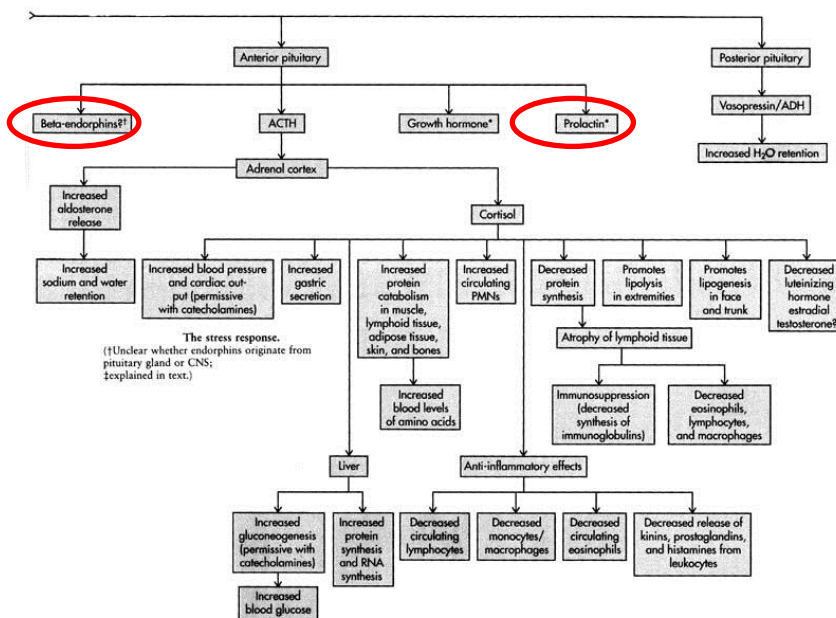 Anterior pituitary
Posterior pituitary
Beta-endorphins?†
ACTH
Growth hormone*
Prolactin*
Vasopressin/ADH
Adrenal cortex
Increased H₂O retention
Increased
aldosterone
release
Cortisol
Increased
sodium and water
retention
Increased blood pressure
and cardiac out-
put (permissive
with catecholamines)
Increased
gastric
secretion
Increased
protein
catabolism
in muscle,
lymphoid tissue,
adipose tissue,
skin, and bones
Increased
circulating
PMNs
Decreased
protein
synthesis
Promotes
lipolysis
in extremities
Promotes
lipogenesis
in face
and trunk
Decreased
luteinizing
hormone
estradial
testosterone?
The stress response.
(†Unclear whether endorphins originate from
pituitary gland or CNS;
‡explained in text.)
Atrophy of lymphoid tissue
Increased
blood levels
of amino acids
Immunosuppression
(decreased
synthesis of
immunoglobulins)
Decreased
eosinophils,
lymphocytes,
and macrophages
Liver
Anti-inflammatory effects
Increased
gluconeogenesis
(permissive with
catecholamines)
Increased
protein
synthesis
and RNA
synthesis
Decreased
circulating
lymphocytes
Decreased
monocytes/
macrophages
Decreased
circulating
eosinophils
Decreased release of
kinins, prostaglandins,
and histamines from
leukocytes
Increased
blood glucose